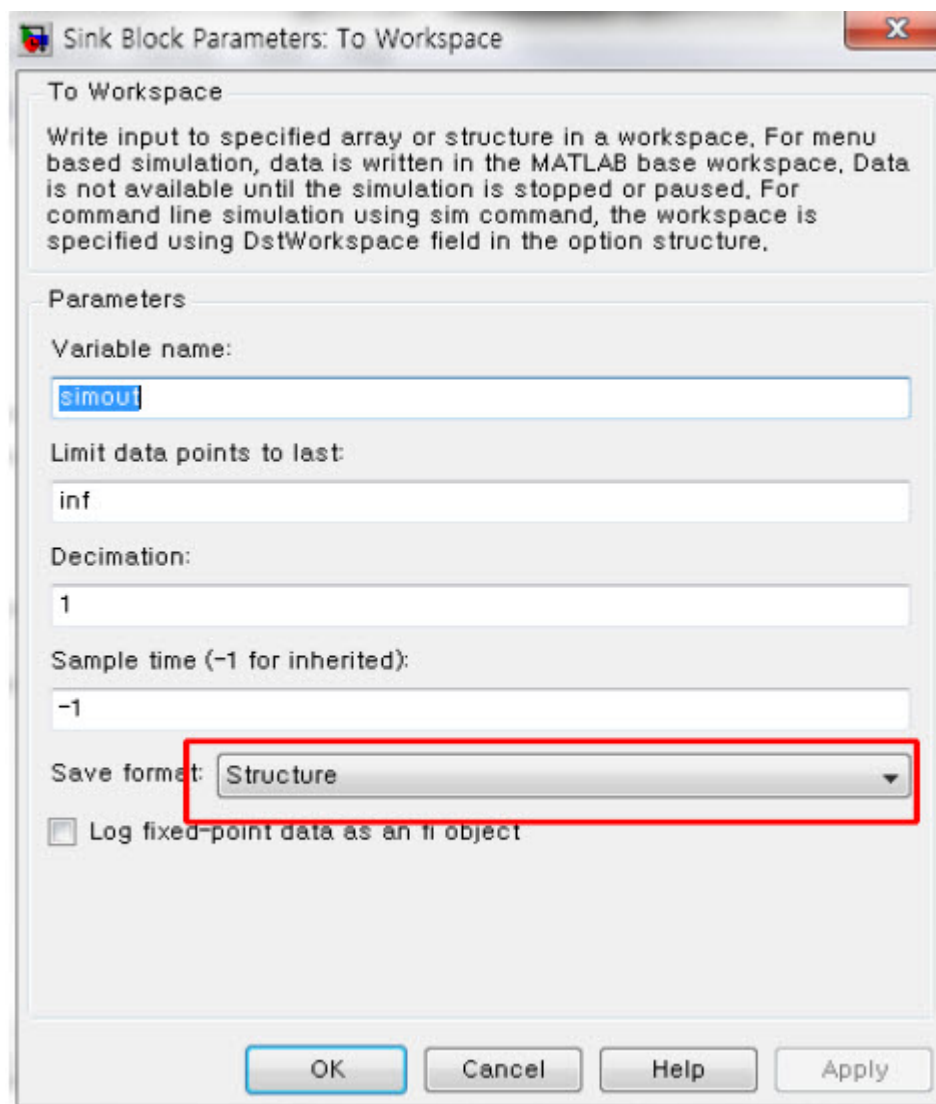 Sink Block Parameters: To Workspace
To Workspace
Write input to specified array or structure in a workspace. For menu
based simulation, data is written in the MATLAB base workspace. Data
is not available until the simulation is stopped or paused. For
command line simulation using sim command, the workspace is
specified using DstWorkspace field in the option structure.
Parameters
Variable name:
simout
Limit data points to last:
inf
Decimation:
1
Sample time (-1 for inherited):
-1
Save format: Structure
Log fixed-point data as an fi object
OK Cancel Help Apply